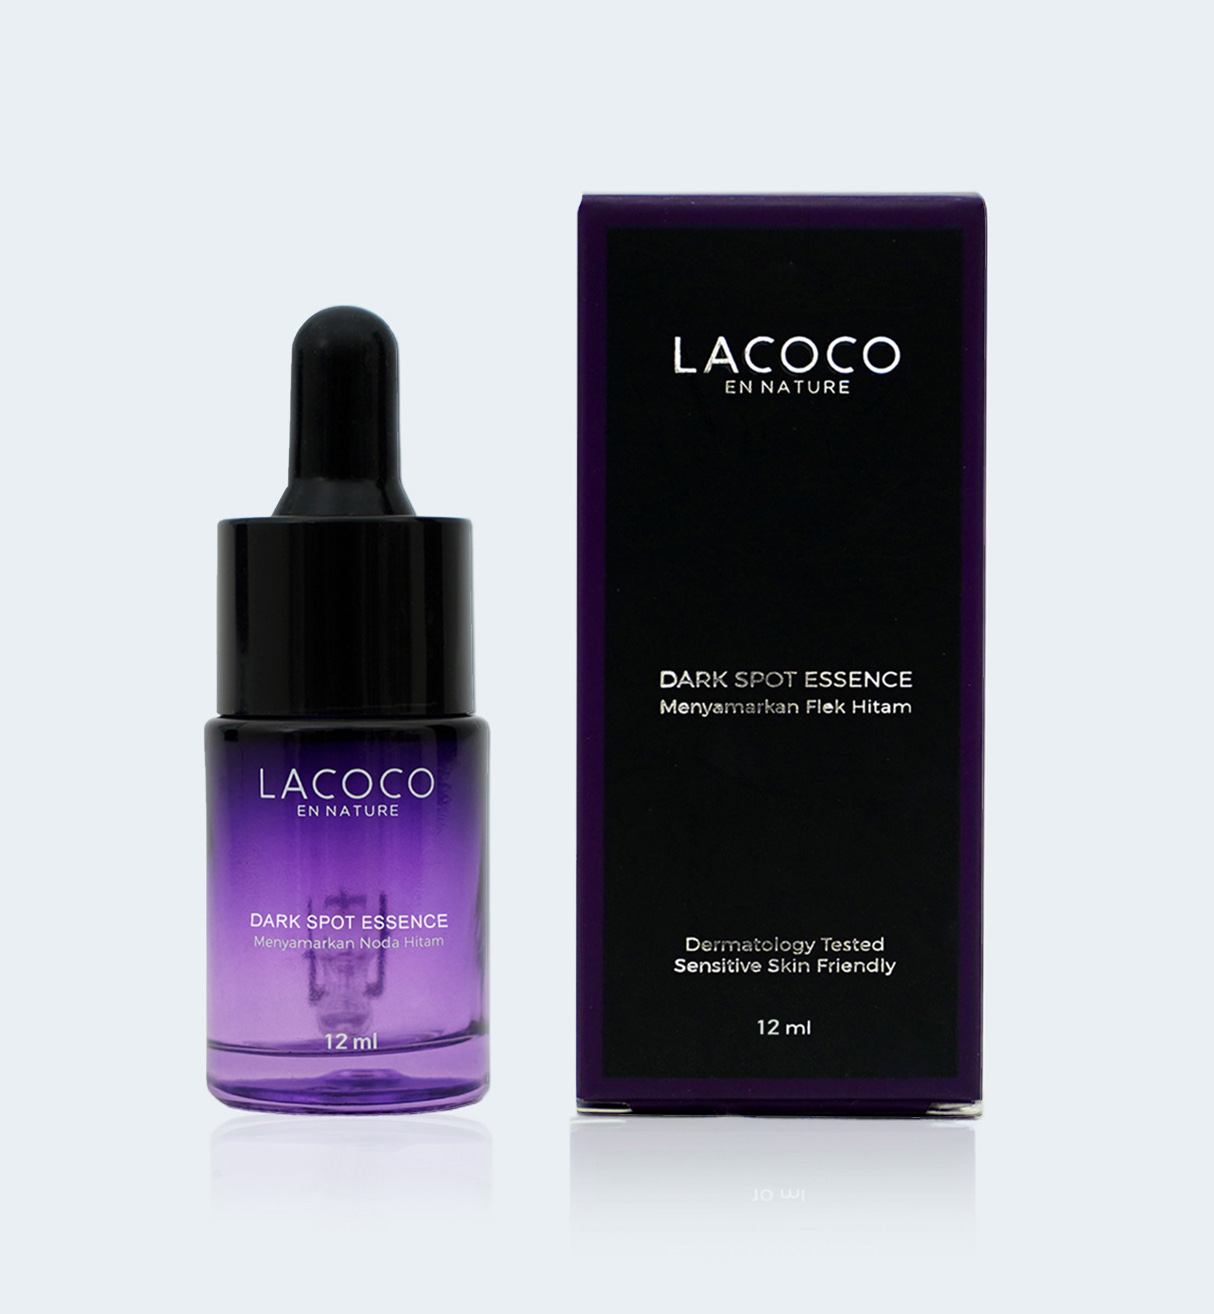 LACOCO
EN NATURE
DARK SPOT ESSENCE
Menyamarkan Noda Hitam
12 ml
LACOCO
EN NATURE
DARK SPOT ESSENCE
Menyamarkan Flek Hitam
Dermatology Tested
Sensitive Skin Friendly
12 ml